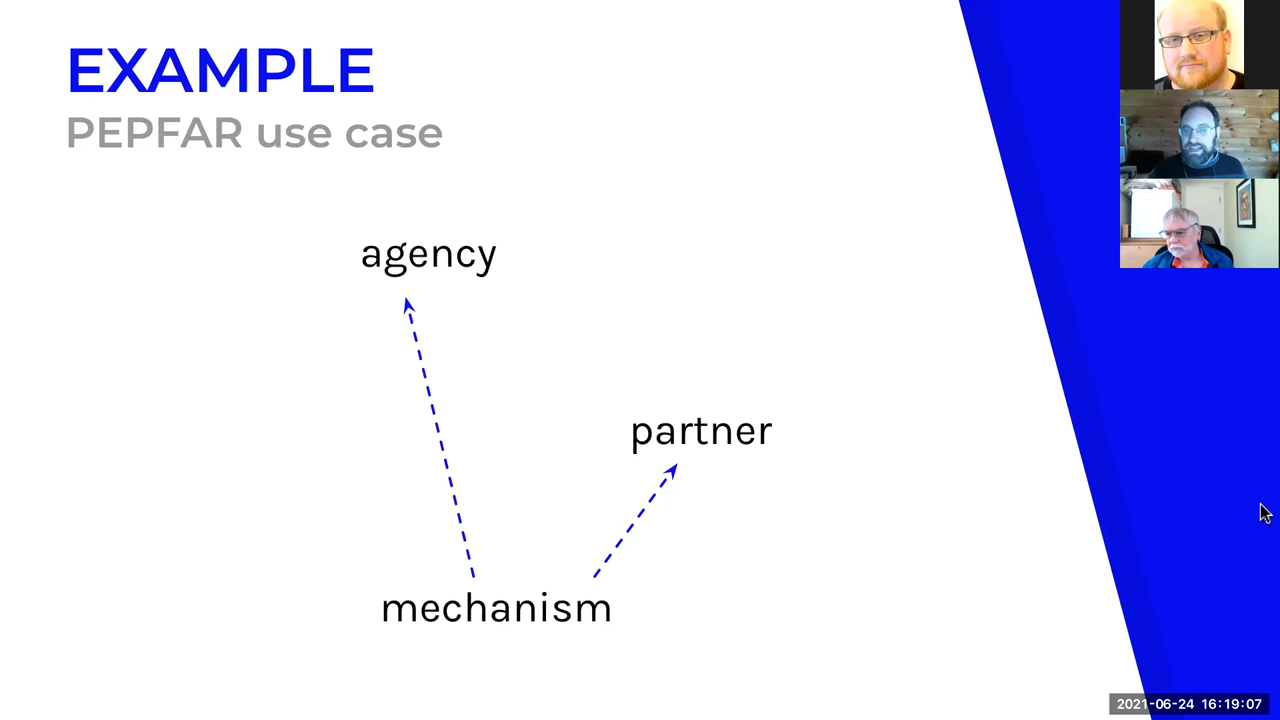 EXAMPLE
PEPFAR use case
agency
partner
mechanism
2021-06-24 16:19:07